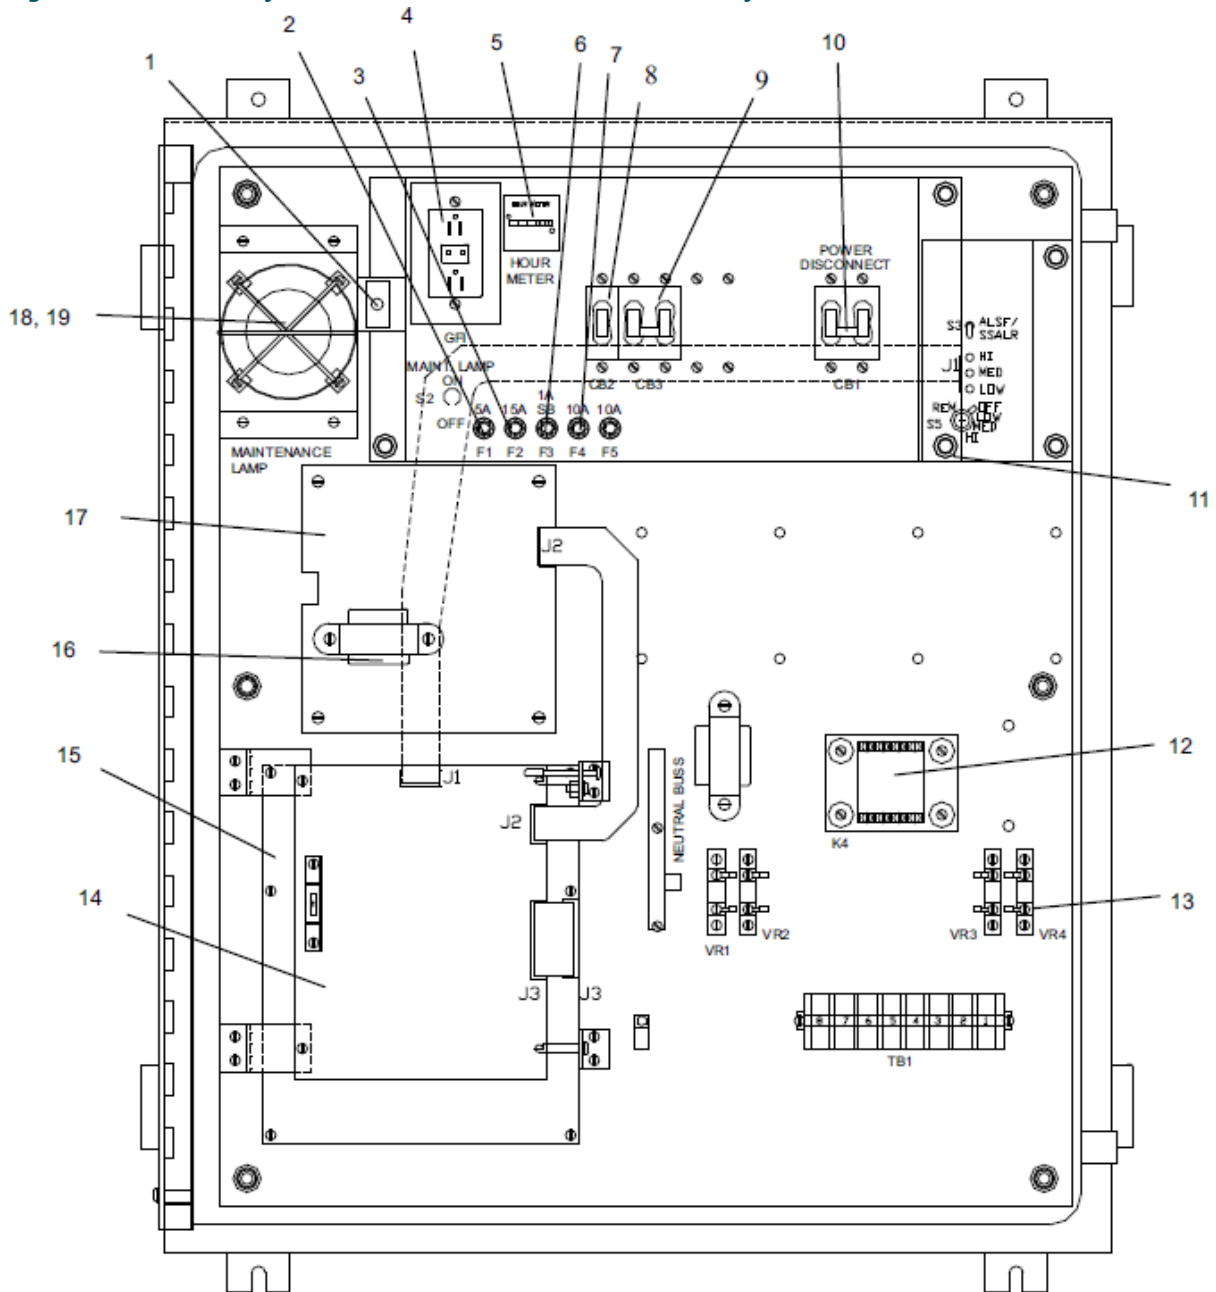 4
2
5
6
7
10
1
3
8
9
HOUR METER
HOUR
METER
POWER
DISCONNECT
18, 19
S3
ALSF/
SSALR
GFI
J1
HI
MED
LOW
MAINT. LAMP
ON
S2
OFF
CB2
CB3
CB1
5A
15A
1A
SB
10A
10A
F1
F2
F3
F4
F5
REM
OFF
LOW
MED
HI
S5
MAINTENANCE
LAMP
11
17
J2
16
15
J1
J2
NEUTRAL BUSS
12
K4
14
13
VR1
VR2
VR3
VR4
J3
J3
8 7 6 5 4 3 2 1
TB1